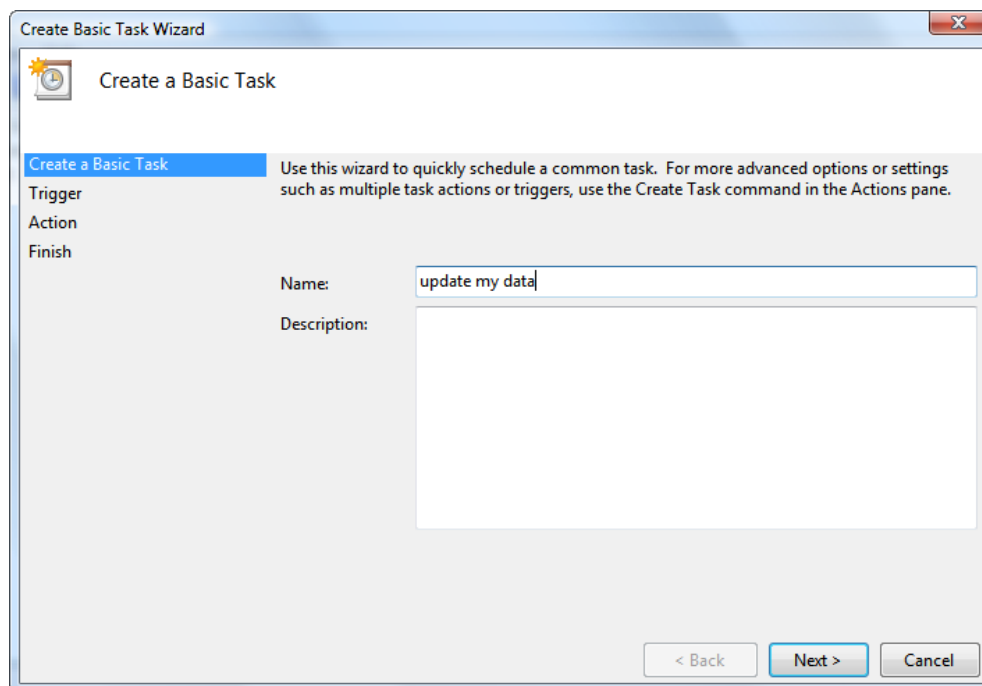 Create Basic Task Wizard
Create a Basic Task
Create a Basic Task
Trigger
Action
Finish
Use this wizard to quickly schedule a common task. For more advanced options or settings
such as multiple task actions or triggers, use the Create Task command in the Actions pane.
Name:
update my data
Description:
< Back
Next >
Cancel